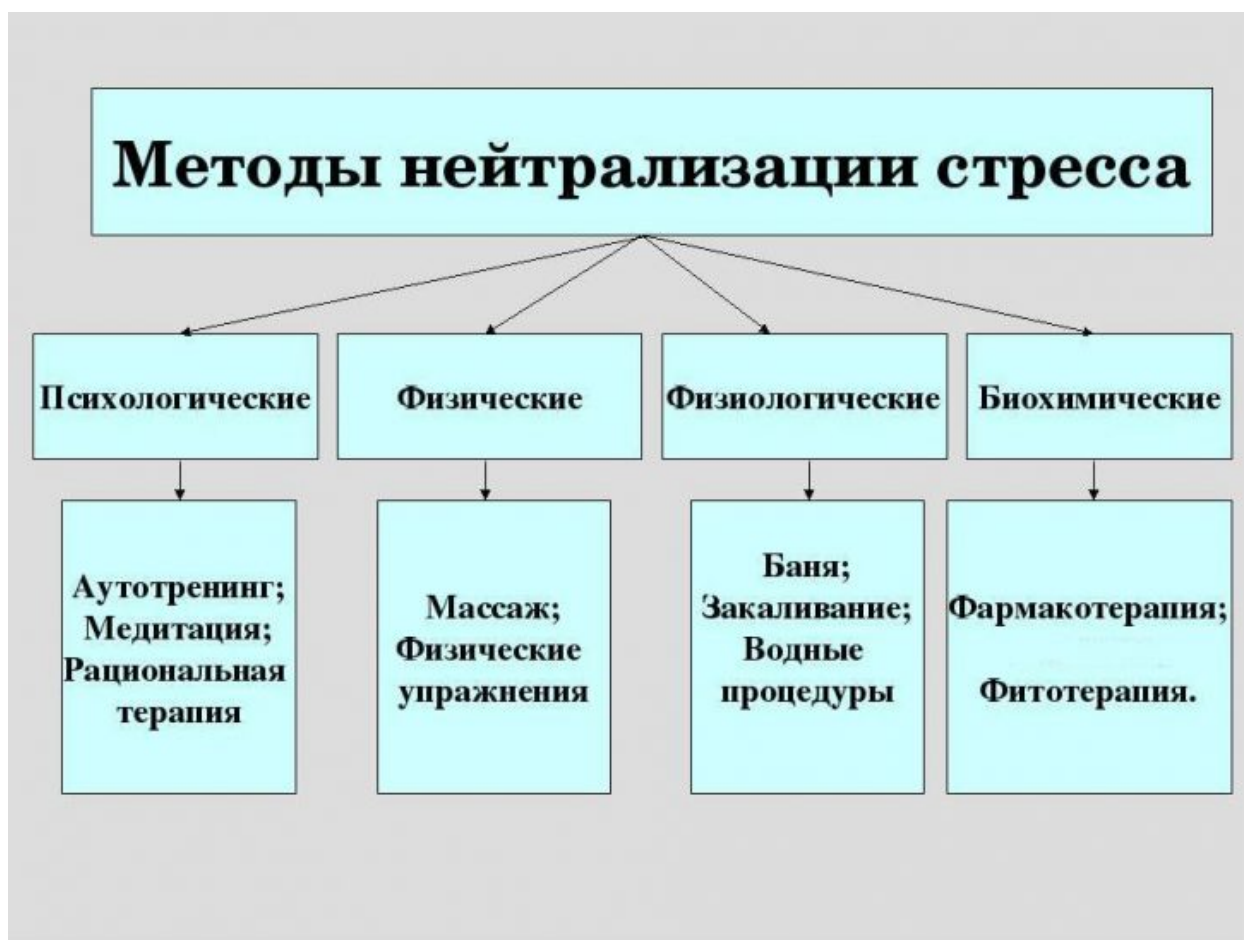 Методы нейтрализации стресса
Психологические
Физические
Физиологические
Биохимические
Аутотренинг;
Медитация;
Рациональная
терапия
Массаж;
Физические
упражнения
Баня;
Закаливание;
Водные
процедуры
Фармакотерапия;
Фитотерапия.